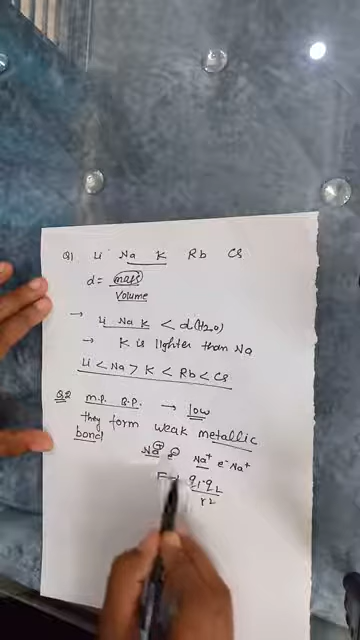 Q1 Li Na K Rb Cs
d = mass
Volume
→ Li Na K < d(H2O)
→ K is lighter than Na
Li < Na > K < Rb < Cs
Q2 m.p. B.P. → low
they form weak metallic
bond
Na+ e- Na+ e- Na+
F q1.q2
r2